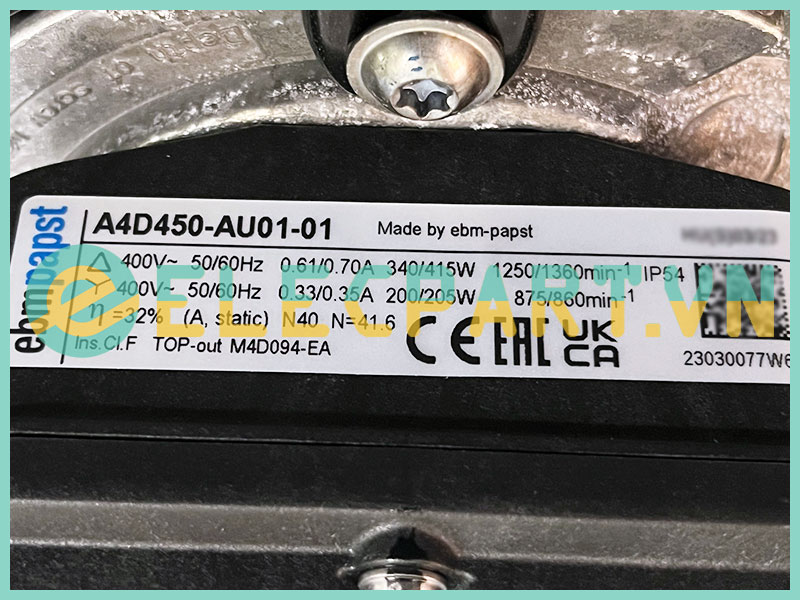 ebmpapst
A4D450-AU01-01 Made by ebm-papst
△ 400V~ 50/60Hz 0.61/0.70A 340/415W 1250/1360min⁻¹ IP54
Y 400V~ 50/60Hz 0.33/0.35A 200/205W 875/860min⁻¹
η =32% (A, static) N40 N=41.6
Ins.Cl.F TOP-out M4D094-EA
CE EAC UK CA
23030077W6
ELECPART.VN